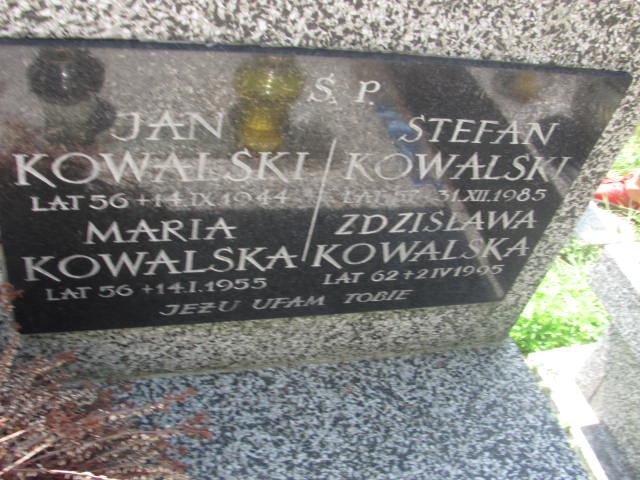 Ś. P.
JAN
KOWALSKI
LAT 56 + 14.IX.1944
MARIA
KOWALSKA
LAT 56 + 14.I.1955
STEFAN
KOWALSKI
LAT 31.XII.1985
ZDZISŁAWA
KOWALSKA
LAT 62 + 2 IV 1995
JEZU UFAM TOBIE